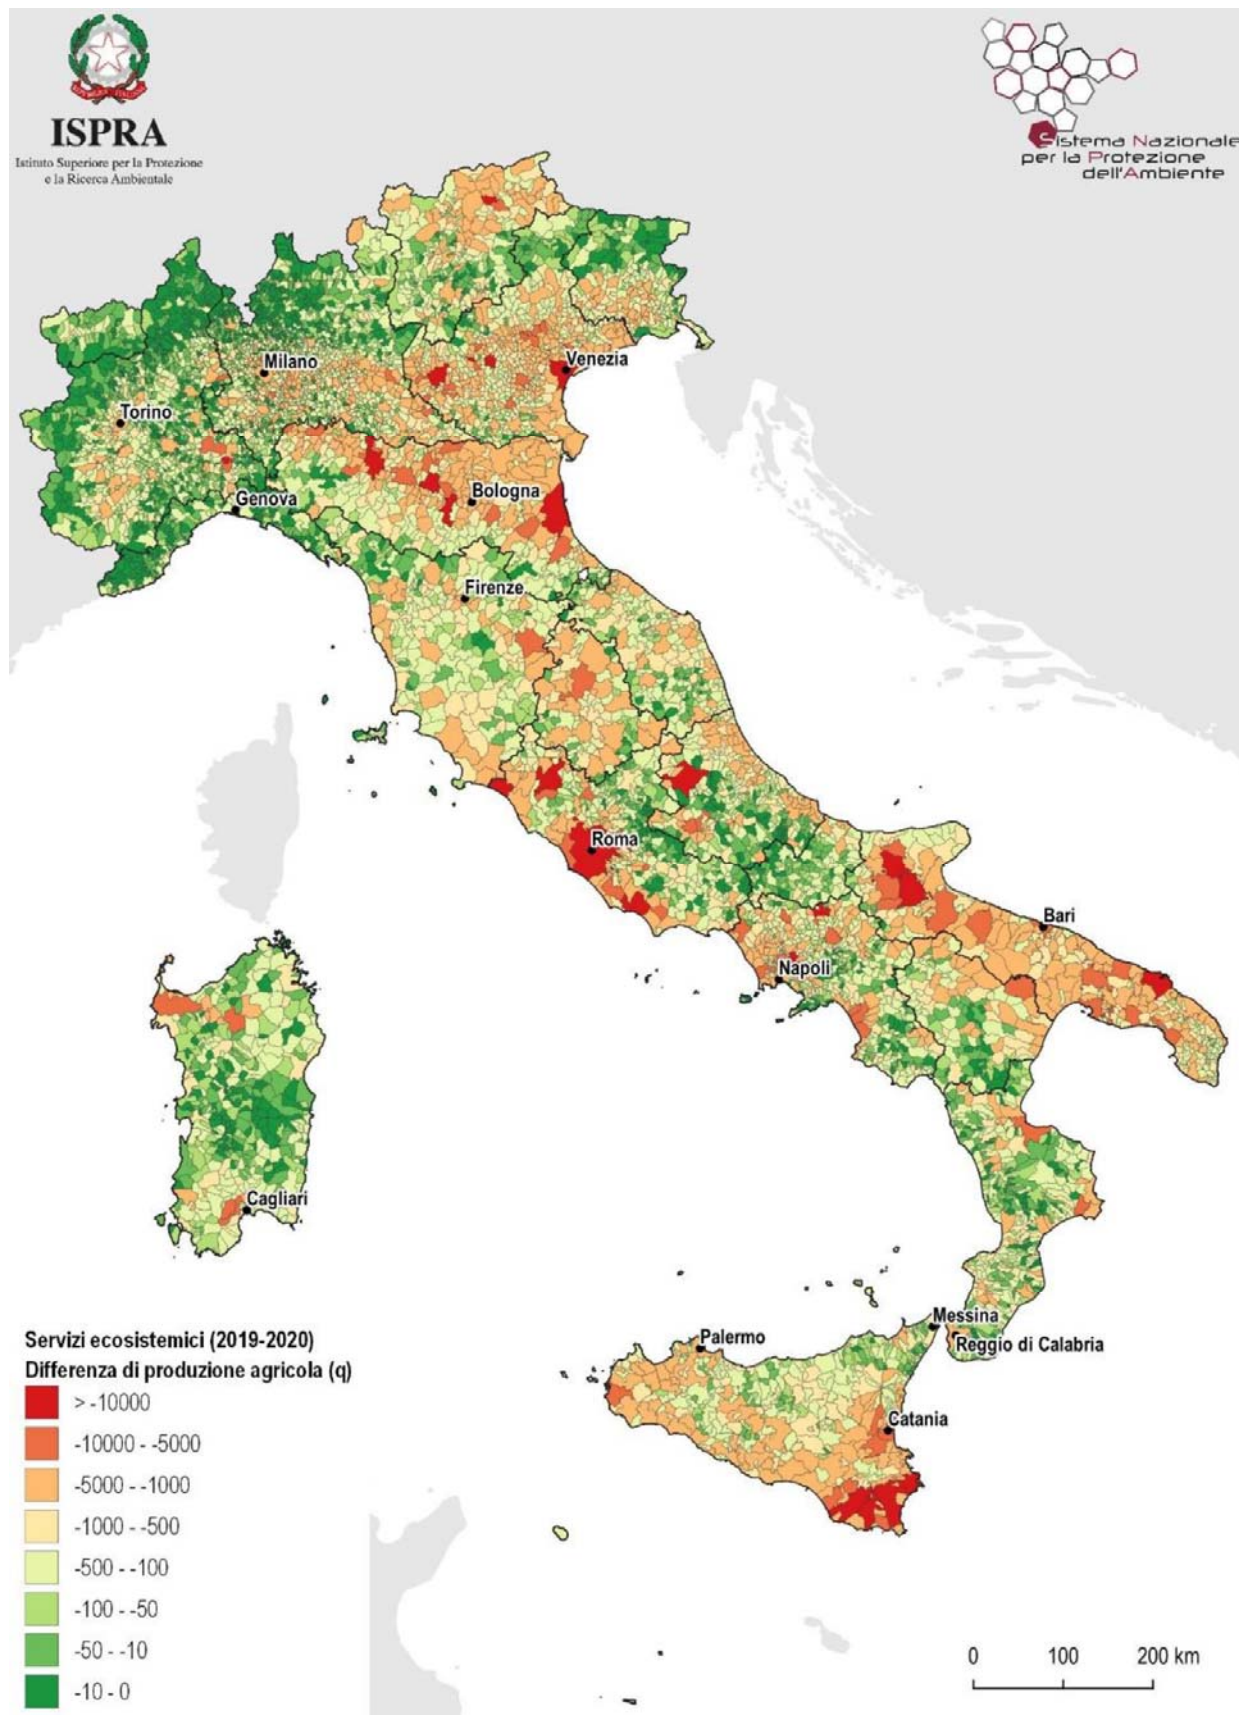 ISPRA
Istituto Superiore per la Protezione
e la Ricerca Ambientale
Sistema Nazionale
per la Protezione
dell'Ambiente
Milano
Venezia
Torino
Genova
Bologna
Firenze
Roma
Bari
Napoli
Cagliari
Messina
Palermo
Reggio di Calabria
Catania
Servizi ecosistemici (2019-2020)
Differenza di produzione agricola (q)
> -10000
-10000 - -5000
-5000 - -1000
-1000 - -500
-500 - -100
-100 - -50
-50 - -10
-10 - 0
0 100 200 km